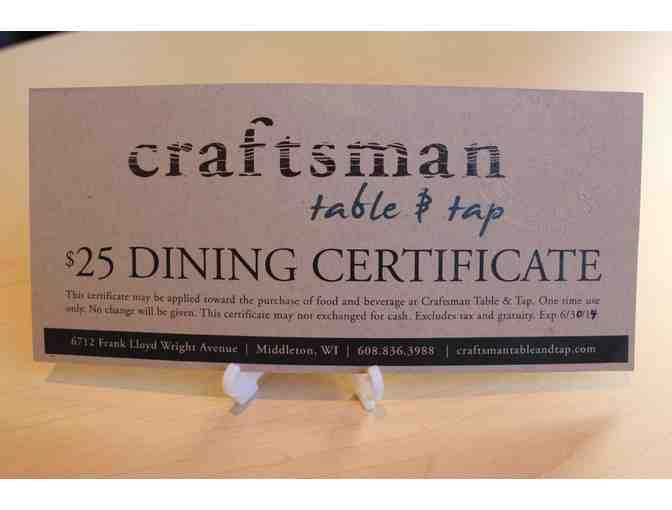 craftsman
table & tap
$25 DINING CERTIFICATE
This certificate may be applied toward the purchase of food and beverage at Craftsman Table & Tap. One time use
only. No change will be given. This certificate may not exchanged for cash. Excludes tax and gratuity. Exp 6/30/14.
6712 Frank Lloyd Wright Avenue | Middleton, WI | 608.836.3988 | craftsmantableandtap.com